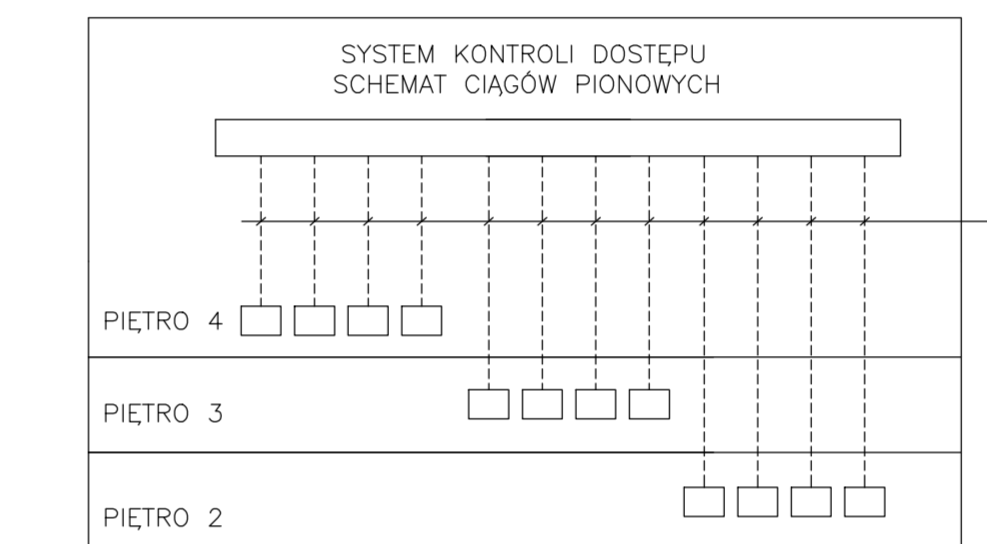 SYSTEM KONTROLI DOSTĘPU
SCHEMAT CIĄGÓW PIONOWYCH
PIĘTRO 4
PIĘTRO 3
PIĘTRO 2